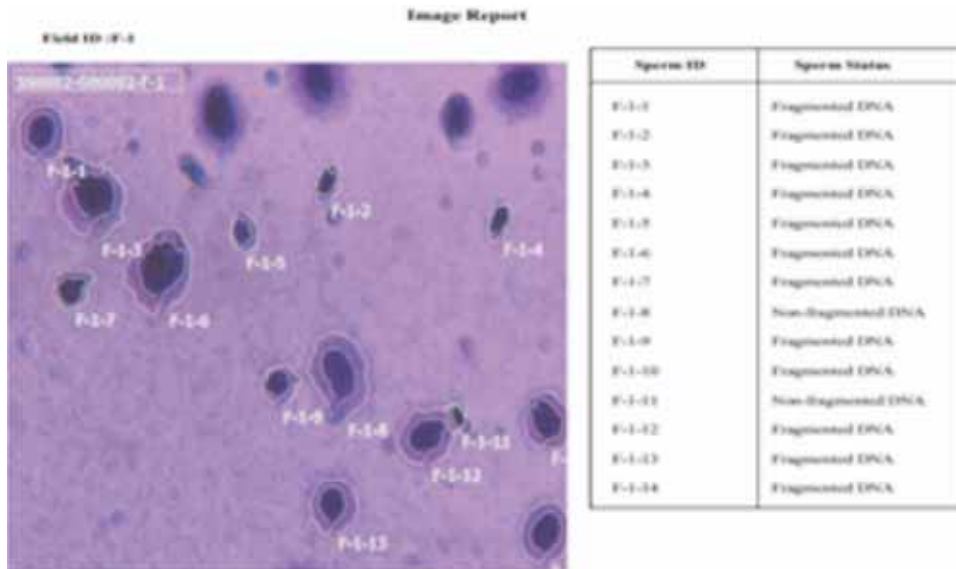 Image Report
Field ID :F-1
Sperm ID Sperm Status
F-1-1 Fragmented DNA
F-1-2 Fragmented DNA
F-1-3 Fragmented DNA
F-1-4 Fragmented DNA
F-1-5 Fragmented DNA
F-1-6 Fragmented DNA
F-1-7 Fragmented DNA
F-1-8 Non-fragmented DNA
F-1-9 Fragmented DNA
F-1-10 Fragmented DNA
F-1-11 Non-fragmented DNA
F-1-12 Fragmented DNA
F-1-13 Fragmented DNA
F-1-14 Fragmented DNA
F-1-1
F-1-2
F-1-3
F-1-4
F-1-5
F-1-7
F-1-6
F-1-9
F-1-8
F-1-11
F-1-12
F-1-13